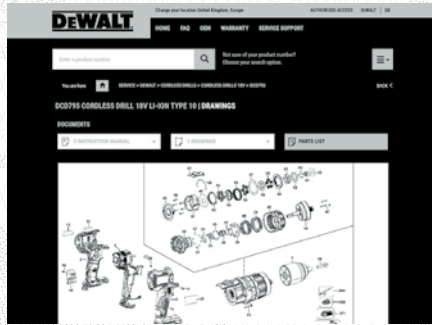 DEWALT
Change your location United Kingdom, Europe
AUTHORISED ACCESS DEWALT | GB
HOME FAQ OEM WARRANTY SERVICE SUPPORT
Enter a product number
Not sure of your product number?
Choose your search option.
You are here
SERVICE > DEWALT > CORDLESS DRILLS > CORDLESS DRILLS 18V > DCD795
BACK <
DCD795 CORDLESS DRILL 18V LI-ION TYPE 10 | DRAWINGS
DOCUMENTS
2 INSTRUCTION MANUAL
1 DRAWINGS
PARTS LIST